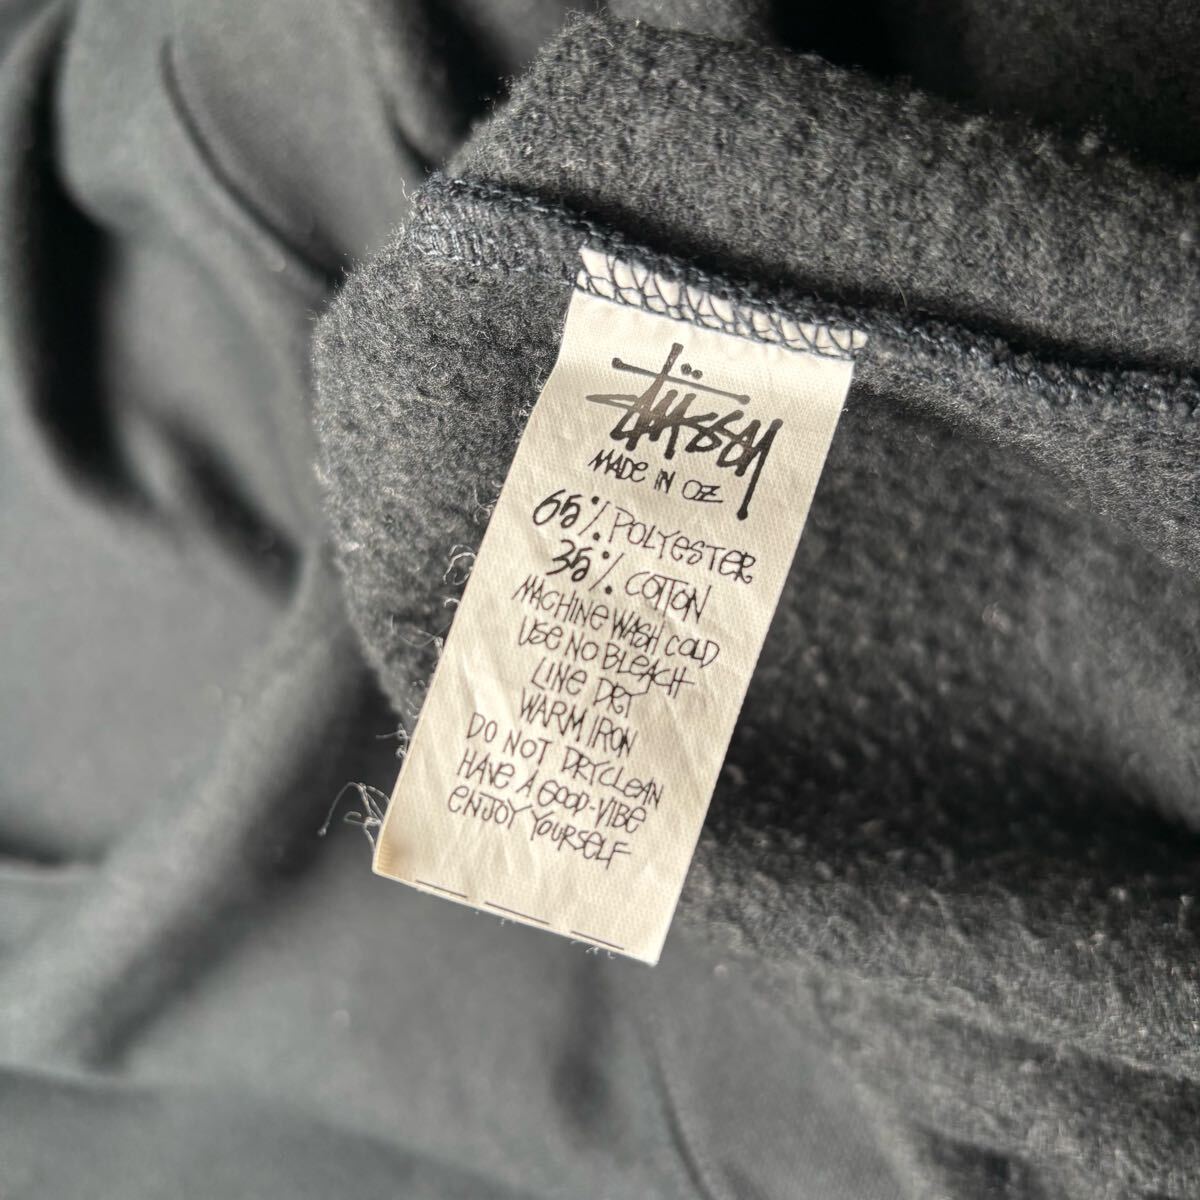 STÜSSY
MADE IN OZ
65% POLYESTER
35% COTTON
MACHINE WASH COLD
USE NO BLEACH
LINE DRY
WARM IRON
DO NOT DRYCLEAN
HAVE A GOOD-VIBE
ENJOY YOURSELF